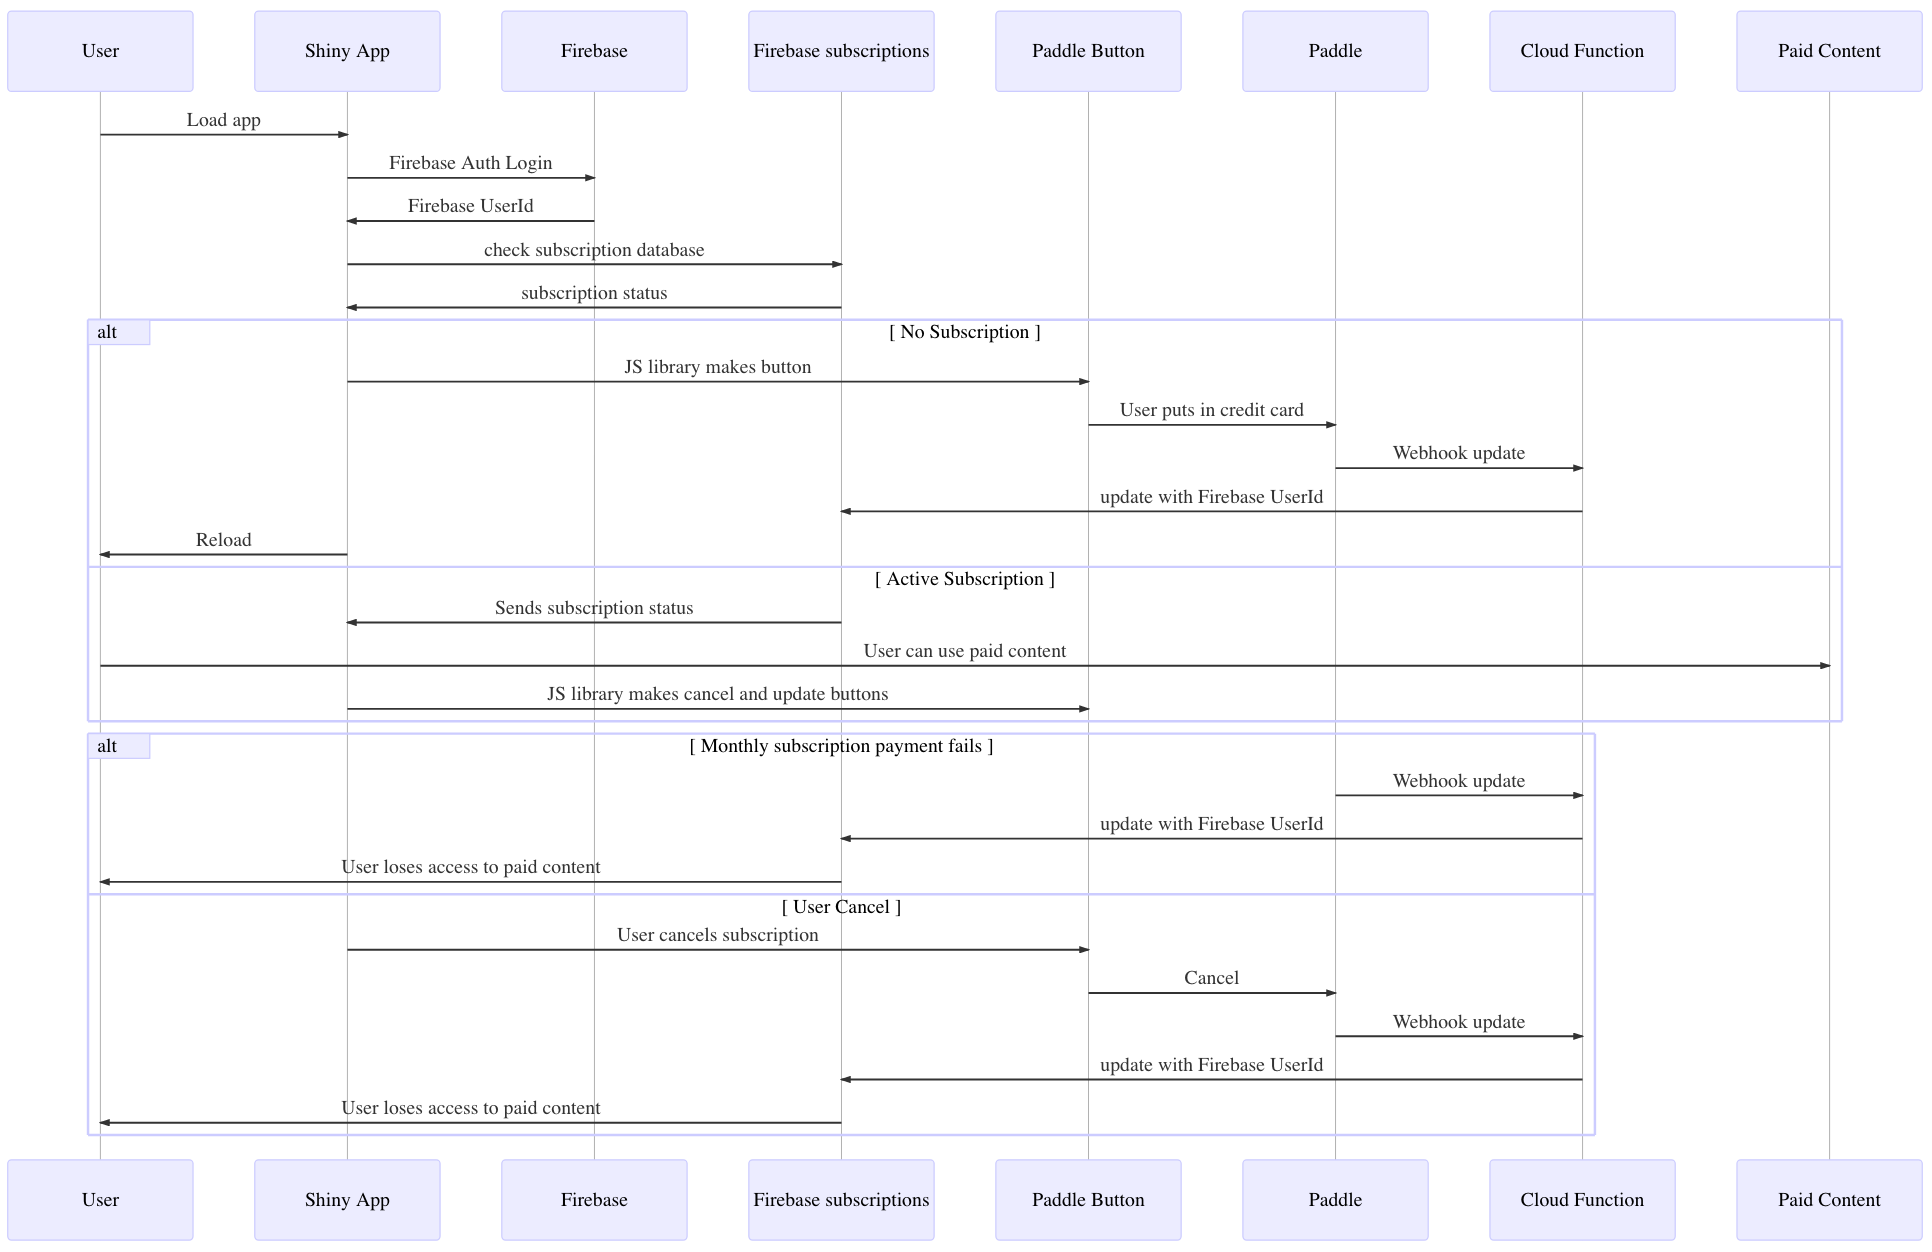 User
Shiny App
Firebase
Firebase subscriptions
Paddle Button
Paddle
Cloud Function
Paid Content
Load app
Firebase Auth Login
Firebase UserId
check subscription database
subscription status
alt
[ No Subscription ]
JS library makes button
User puts in credit card
Webhook update
update with Firebase UserId
Reload
[ Active Subscription ]
Sends subscription status
User can use paid content
JS library makes cancel and update buttons
alt
[ Monthly subscription payment fails ]
Webhook update
update with Firebase UserId
User loses access to paid content
[ User Cancel ]
User cancels subscription
Cancel
Webhook update
update with Firebase UserId
User loses access to paid content
User
Shiny App
Firebase
Firebase subscriptions
Paddle Button
Paddle
Cloud Function
Paid Content